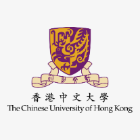 香港中文大學
The Chinese University of Hong Kong